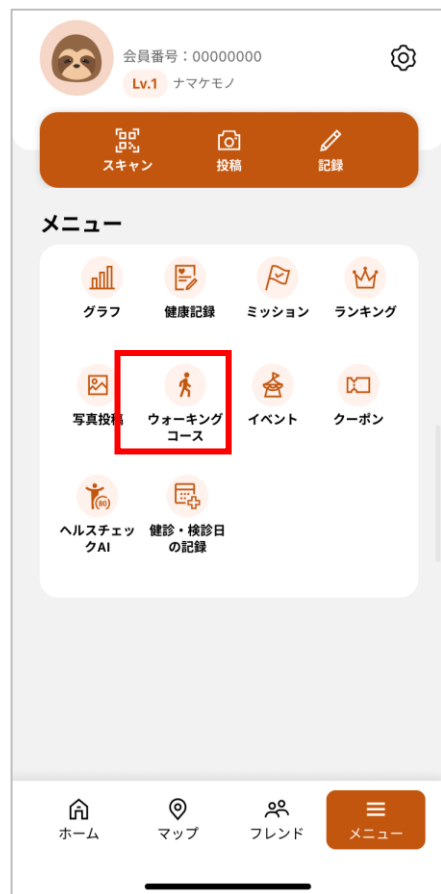 会員番号：00000000
Lv.1 ナマケモノ
スキャン 投稿 記録
メニュー
グラフ 健康記録 ミッション ランキング
写真投稿 ウォーキング イベント クーポン
コース
ヘルスチェッ 健診・検診日
クAI の記録
ホーム マップ フレンド メニュー